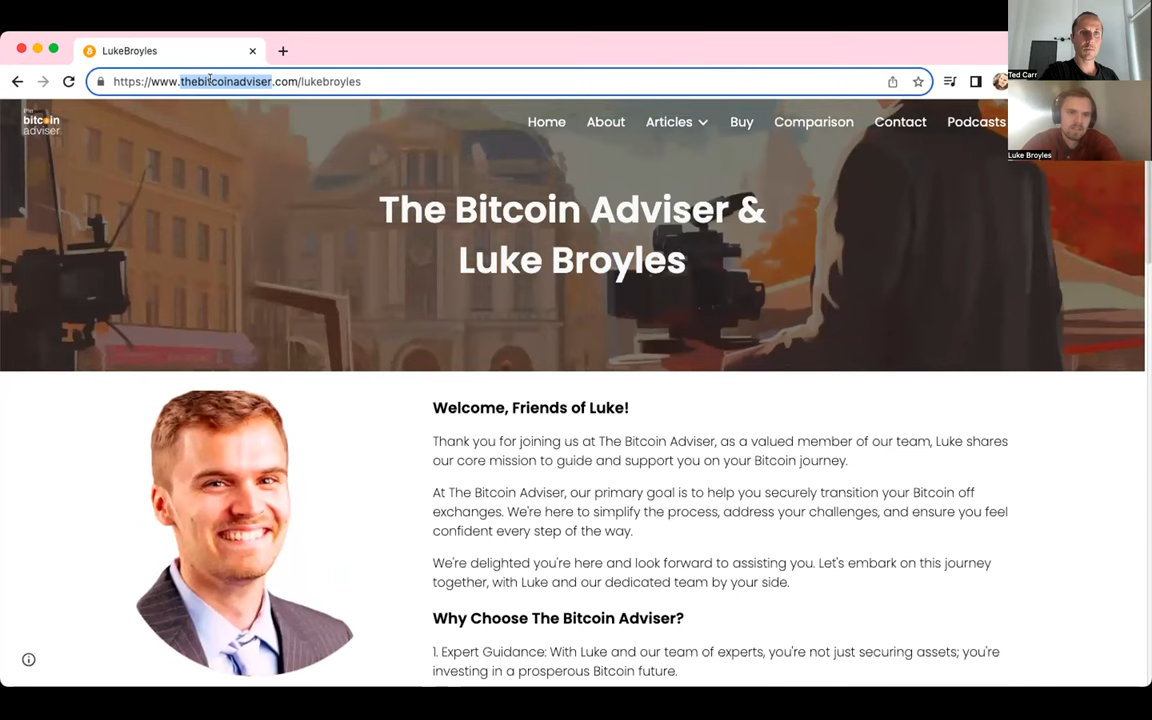 LukeBroyles
https://www.thebitcoinadviser.com/lukebroyles
Ted Carr
Luke Broyles
the
bitcoin
adviser
Home About Articles Buy Comparison Contact Podcasts
The Bitcoin Adviser &
Luke Broyles
Welcome, Friends of Luke!
Thank you for joining us at The Bitcoin Adviser, as a valued member of our team, Luke shares
our core mission to guide and support you on your Bitcoin journey.
At The Bitcoin Adviser, our primary goal is to help you securely transition your Bitcoin off
exchanges. We're here to simplify the process, address your challenges, and ensure you feel
confident every step of the way.
We're delighted you're here and look forward to assisting you. Let's embark on this journey
together, with Luke and our dedicated team by your side.
Why Choose The Bitcoin Adviser?
1. Expert Guidance: With Luke and our team of experts, you're not just securing assets; you're
investing in a prosperous Bitcoin future.